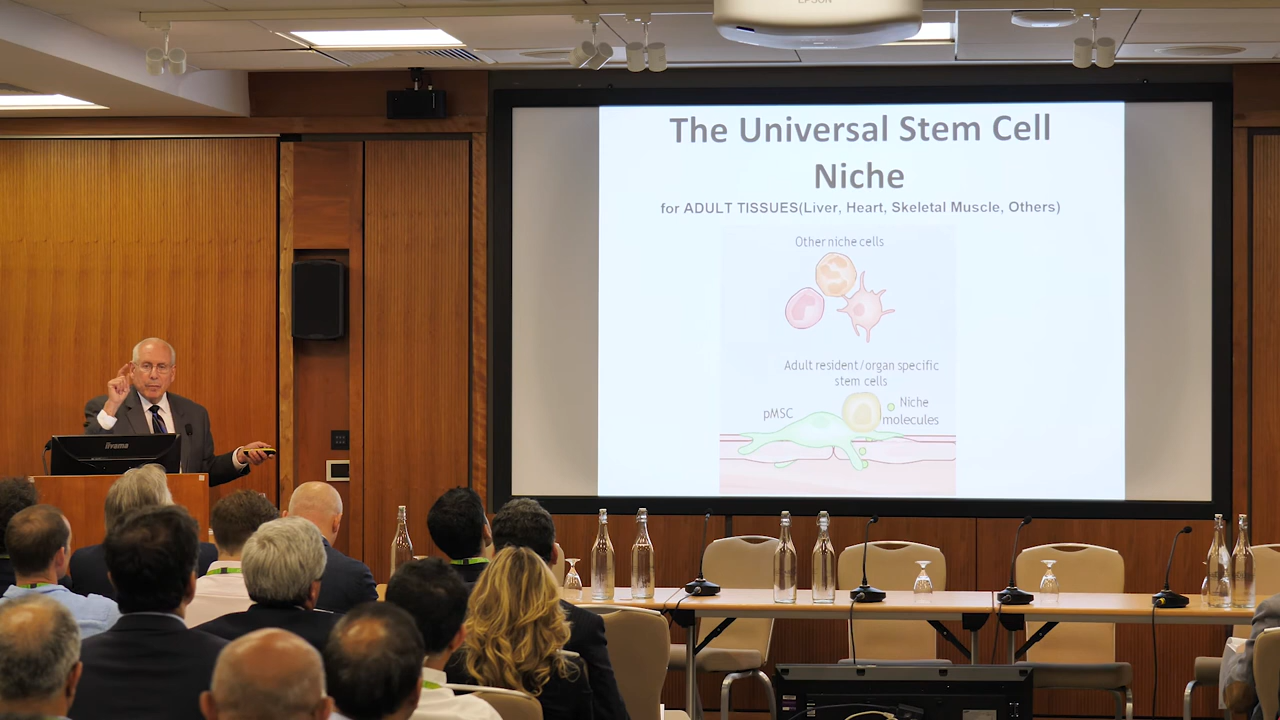 EPSON
The Universal Stem Cell
Niche
for ADULT TISSUES(Liver, Heart, Skeletal Muscle, Others)
Other niche cells
Adult resident/organ specific
stem cells
pMSC
Niche
molecules
iiyama